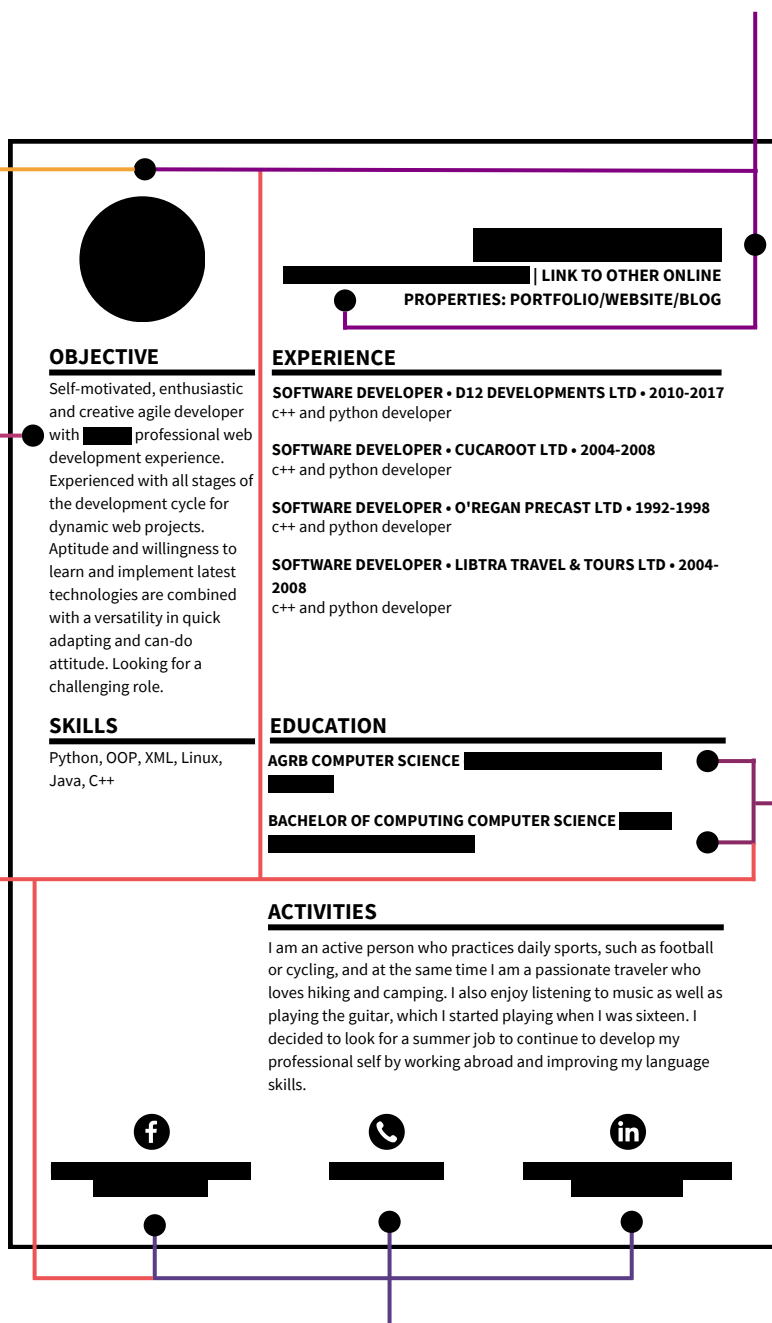 | LINK TO OTHER ONLINE
PROPERTIES: PORTFOLIO/WEBSITE/BLOG
OBJECTIVE
Self-motivated, enthusiastic
and creative agile developer
with professional web
development experience.
Experienced with all stages of
the development cycle for
dynamic web projects.
Aptitude and willingness to
learn and implement latest
technologies are combined
with a versatility in quick
adapting and can-do
attitude. Looking for a
challenging role.
SKILLS
Python, OOP, XML, Linux,
Java, C++
EXPERIENCE
SOFTWARE DEVELOPER • D12 DEVELOPMENTS LTD • 2010-2017
c++ and python developer
SOFTWARE DEVELOPER • CUCAROOT LTD • 2004-2008
c++ and python developer
SOFTWARE DEVELOPER • O'REGAN PRECAST LTD • 1992-1998
c++ and python developer
SOFTWARE DEVELOPER • LIBTRA TRAVEL & TOURS LTD • 2004-
2008
c++ and python developer
EDUCATION
AGRB COMPUTER SCIENCE
BACHELOR OF COMPUTING COMPUTER SCIENCE
ACTIVITIES
I am an active person who practices daily sports, such as football
or cycling, and at the same time I am a passionate traveler who
loves hiking and camping. I also enjoy listening to music as well as
playing the guitar, which I started playing when I was sixteen. I
decided to look for a summer job to continue to develop my
professional self by working abroad and improving my language
skills.
f
in